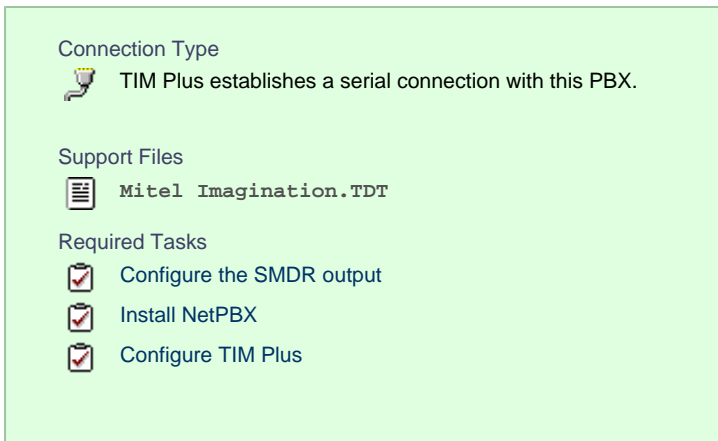 Connection Type
TIM Plus establishes a serial connection with this PBX.
Support Files
Mitel Imagination.TDT
Required Tasks
Configure the SMDR output
Install NetPBX
Configure TIM Plus